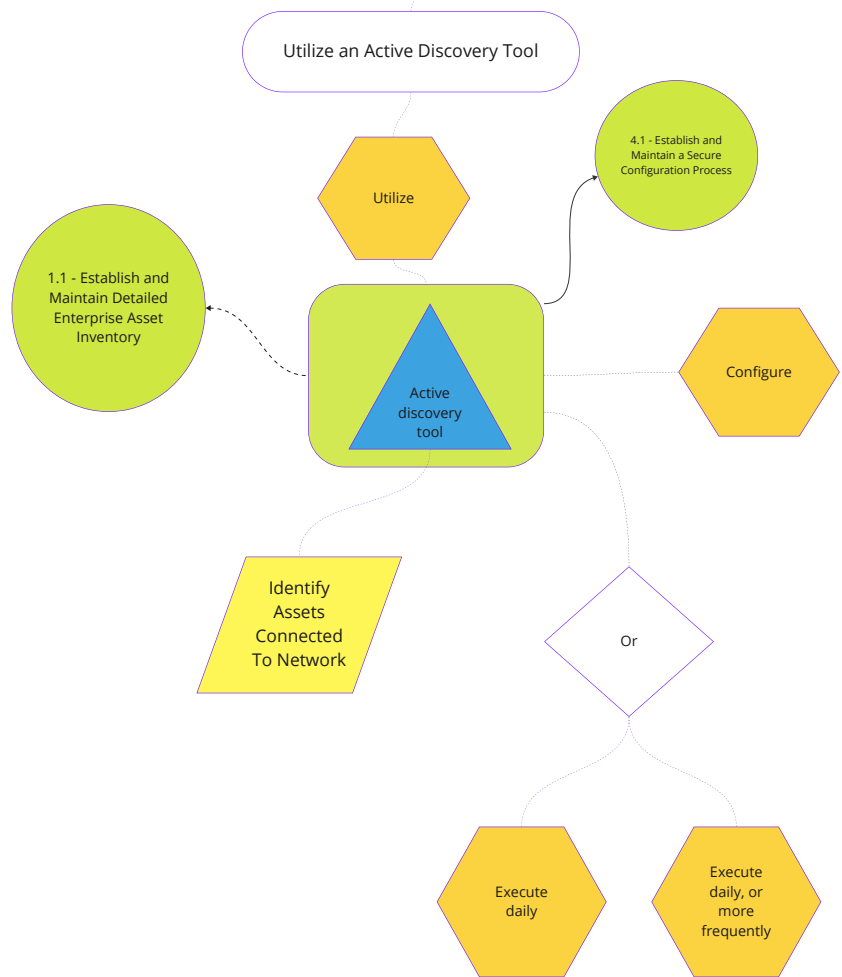 Utilize an Active Discovery Tool
4.1 - Establish and
Maintain a Secure
Configuration Process
Utilize
1.1 - Establish and
Maintain Detailed
Enterprise Asset
Inventory
Configure
Active
discovery
tool
Identify
Assets
Connected
To Network
Or
Execute
daily
Execute
daily, or
more
frequently